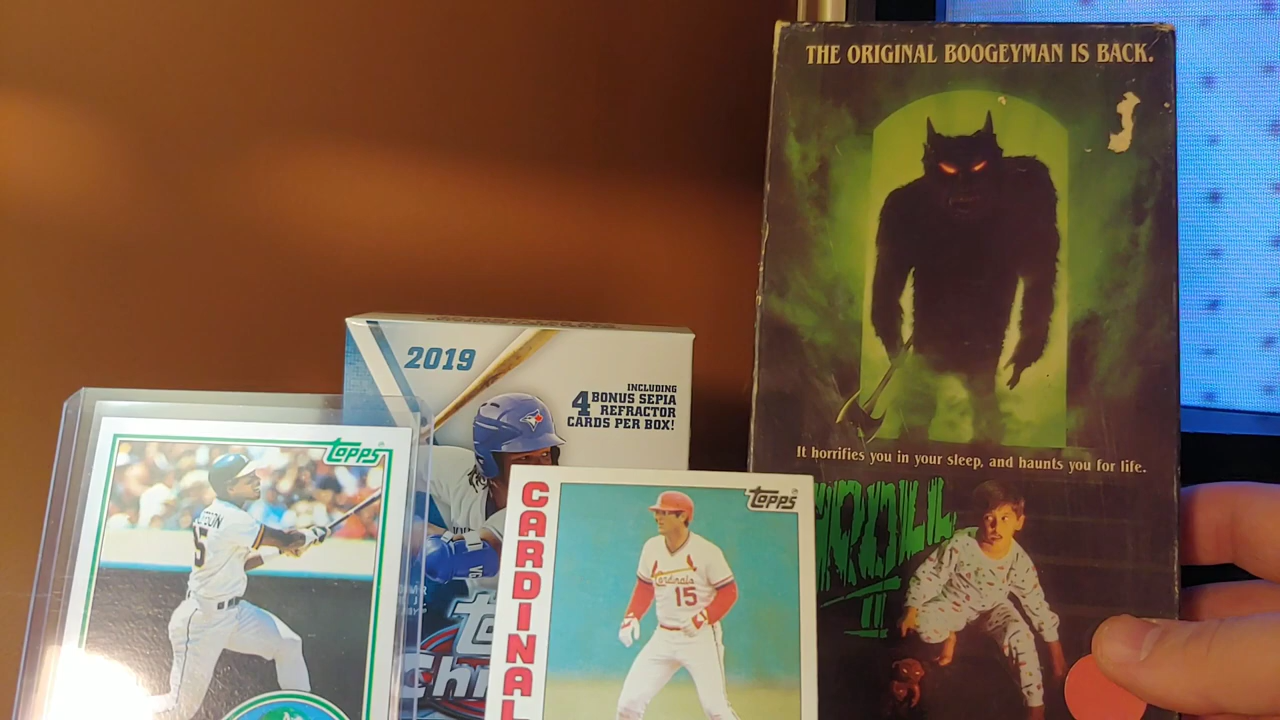 THE ORIGINAL BOOGEYMAN IS BACK.
It horrifies you in your sleep, and haunts you for life.
II
2019
INCLUDING
4 BONUS SEPIA
REFRACTOR
CARDS PER BOX!
topps
5
CARDINAL
topps
Cardinals
15